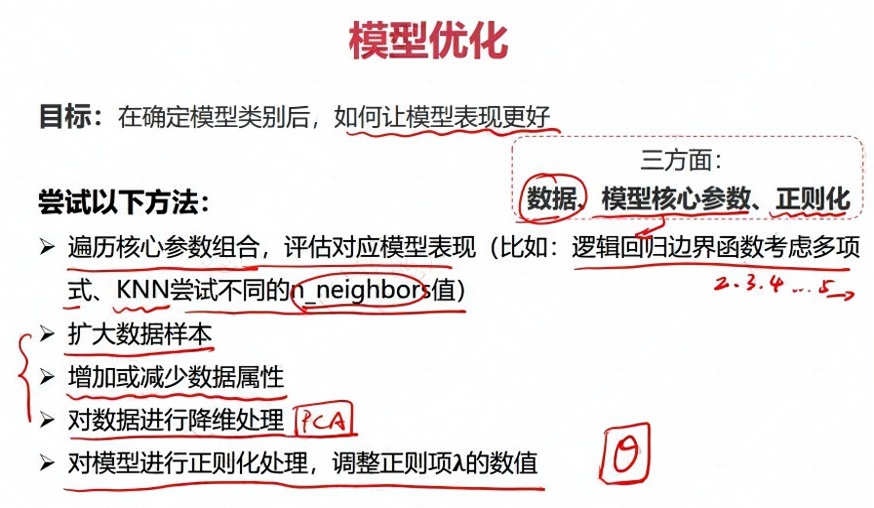 模型优化
目标：在确定模型类别后，如何让模型表现更好
三方面：
数据、模型核心参数、正则化
尝试以下方法：
➢ 遍历核心参数组合，评估对应模型表现（比如：逻辑回归边界函数考虑多项
式、KNN尝试不同的n_neighbors值）
2.3.4...5
➢ 扩大数据样本
➢ 增加或减少数据属性
➢ 对数据进行降维处理 PCA
➢ 对模型进行正则化处理，调整正则项λ的数值
θ